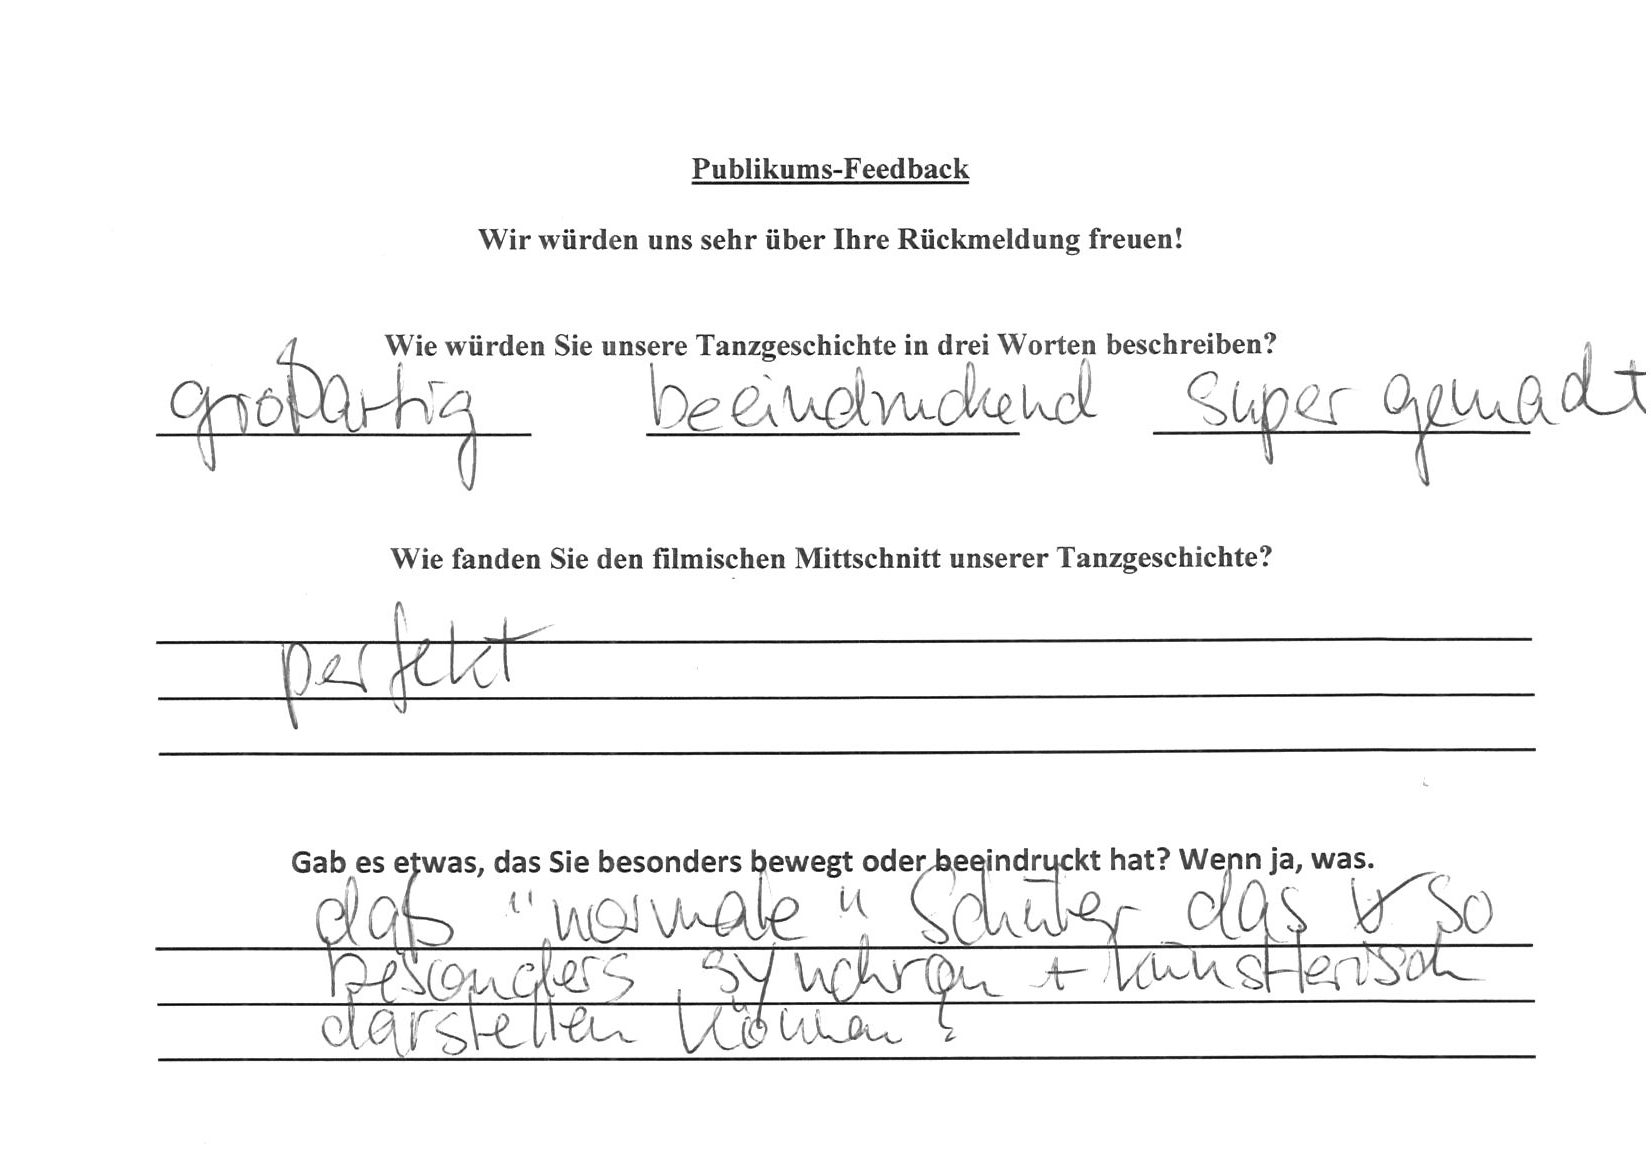 Publikums-Feedback
Wir würden uns sehr über Ihre Rückmeldung freuen!
Wie würden Sie unsere Tanzgeschichte in drei Worten beschreiben?
großartig beeindruckend super gemacht
Wie fanden Sie den filmischen Mittschnitt unserer Tanzgeschichte?
perfekt
Gab es etwas, das Sie besonders bewegt oder beeindruckt hat? Wenn ja, was.
daß "normale" Schüler das so
besonders synchron + künstlerisch
darstellen können!